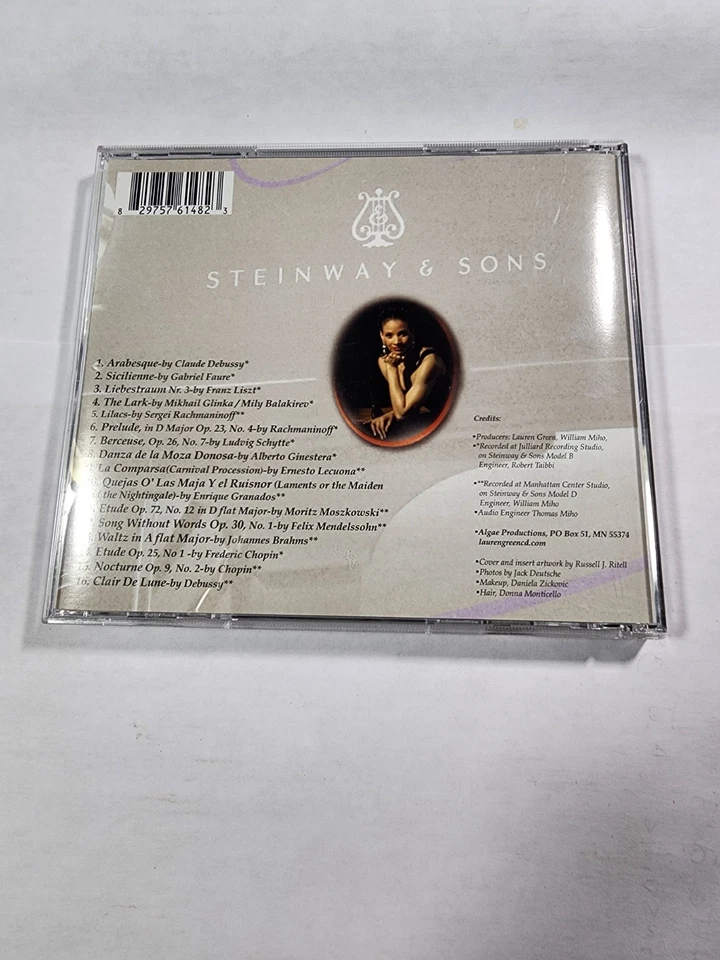 8 29757 61482 3
STEINWAY & SONS
1. Arabesque-by Claude Debussy*
2. Sicilienne-by Gabriel Faure*
3. Liebestraum Nr. 3-by Franz Liszt*
4. The Lark-by Mikhail Glinka/Mily Balakirev*
5. Lilacs-by Sergei Rachmaninoff**
6. Prelude, in D Major Op. 23, No. 4-by Rachmaninoff*
7. Berceuse, Op. 26, No. 7-by Ludvig Schytte*
8. Danza de la Moza Donosa-by Alberto Ginestera*
La Comparsa(Carnival Procession)-by Ernesto Lecuona**
Quejas O' Las Maja Y el Ruisnor (Laments or the Maiden
& the Nightingale)-by Enrique Granados**
Etude Op. 72, No. 12 in D flat Major-by Moritz Moszkowski**
Song Without Words Op. 30, No. 1-by Felix Mendelssohn**
Waltz in A flat Major-by Johannes Brahms**
Etude Op. 25, No 1 -by Frederic Chopin*
15. Nocturne Op. 9, No. 2-by Chopin**
16. Clair De Lune-by Debussy**
Credits:
•Producers: Lauren Green, William Miho,
•*Recorded at Julliard Recording Studio,
on Steinway & Sons Model B
Engineer, Robert Taibbi
•**Recorded at Manhattan Center Studio,
on Steinway & Sons Model D
Engineer, William Miho
•Audio Engineer Thomas Miho
•Algae Productions, PO Box 51, MN 55374
laurengreencd.com
•Cover and insert artwork by Russell J. Ritell
•Photos by Jack Deutsche
•Makeup, Daniela Zickovic
•Hair, Donna Monticello